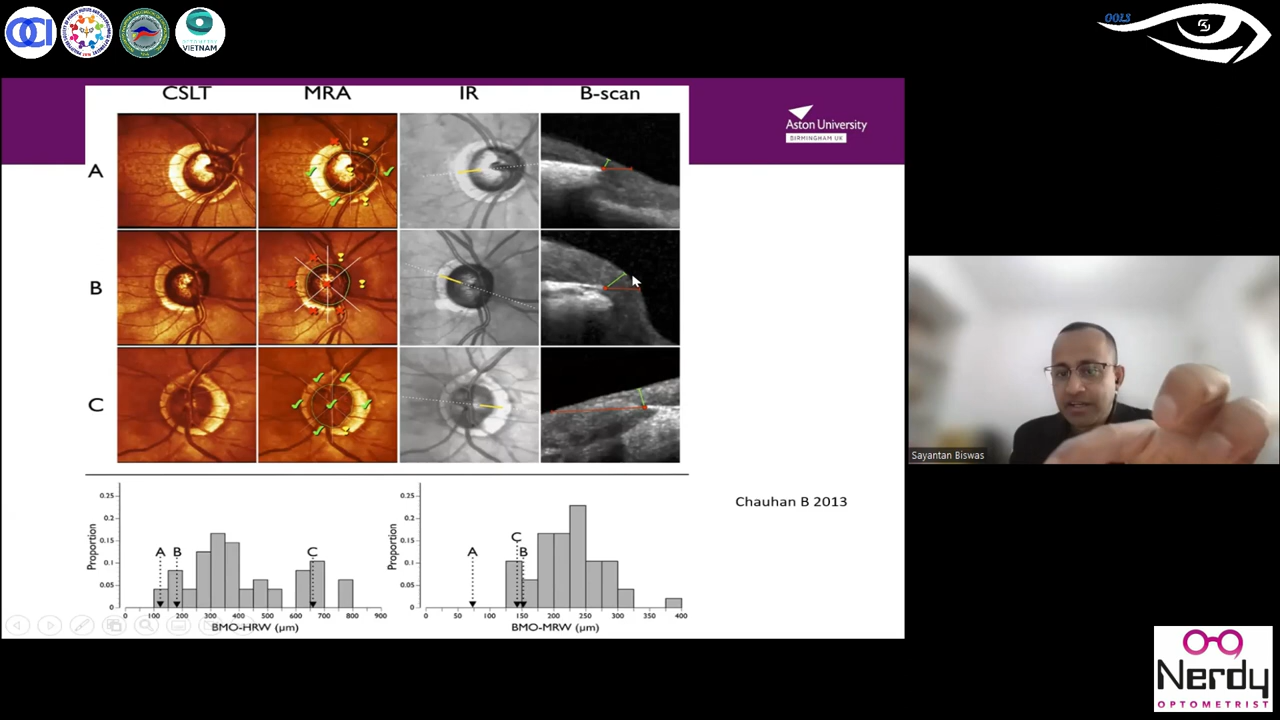 OCI
VIETNAM
OOLS
CSLT MRA IR B-scan
Aston University
BIRMINGHAM UK
A
B
C
Sayantan Biswas
Chauhan B 2013
Proportion
0.25
0.2
0.15
0.1
0.05
0
A B C
0 100 200 300 400 500 600 700 800 900
BMO-HRW (µm)
Proportion
0.25
0.2
0.15
0.1
0.05
0
A C B
0 50 100 150 200 250 300 350 400
BMO-MRW (µm)
Nerdy
OPTOMETRIST